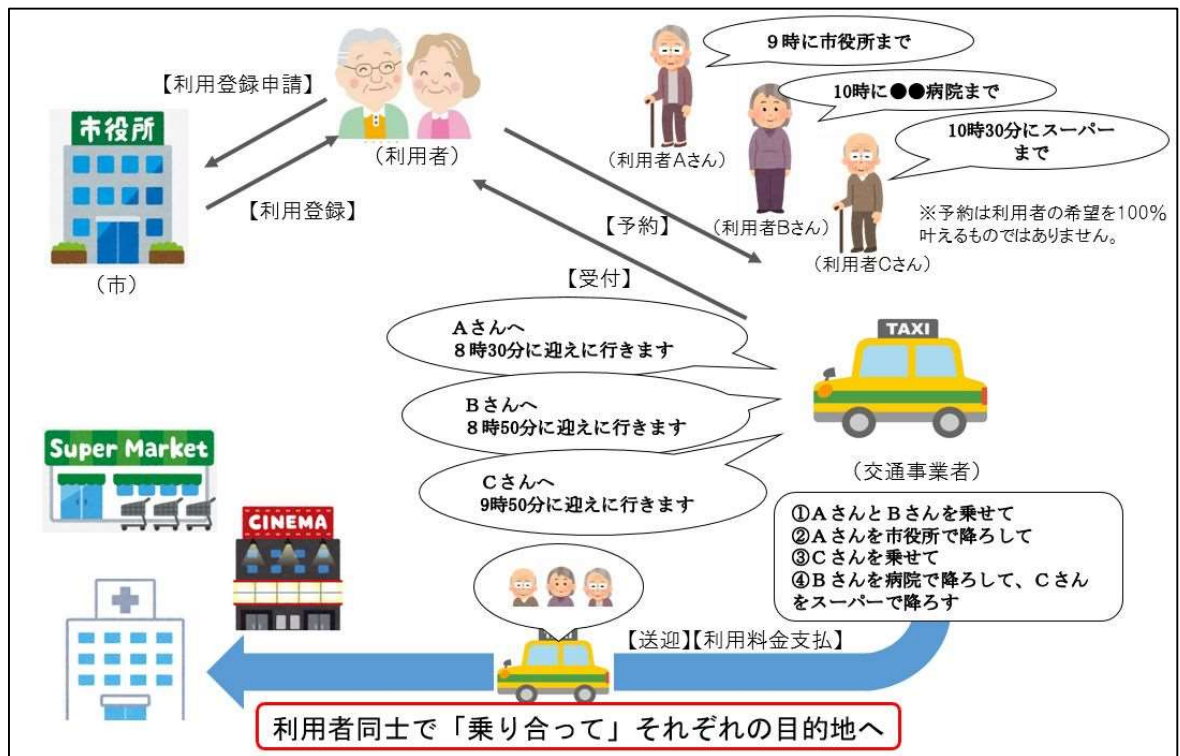 【利用登録申請】
市役所
（市）
【利用登録】
（利用者）
９時に市役所まで
（利用者Aさん）
10時に●●病院まで
（利用者Bさん）
10時30分にスーパー
まで
（利用者Cさん）
※予約は利用者の希望を100%
叶えるものではありません。
【予約】
【受付】
Ａさんへ
８時30分に迎えに行きます
Ｂさんへ
８時50分に迎えに行きます
Ｃさんへ
9時50分に迎えに行きます
TAXI
（交通事業者）
①ＡさんとＢさんを乗せて
②Ａさんを市役所で降ろして
③Ｃさんを乗せて
④Ｂさんを病院で降ろして、Ｃさん
をスーパーで降ろす
Super Market
CINEMA
【送迎】【利用料金支払】
利用者同士で「乗り合って」それぞれの目的地へ